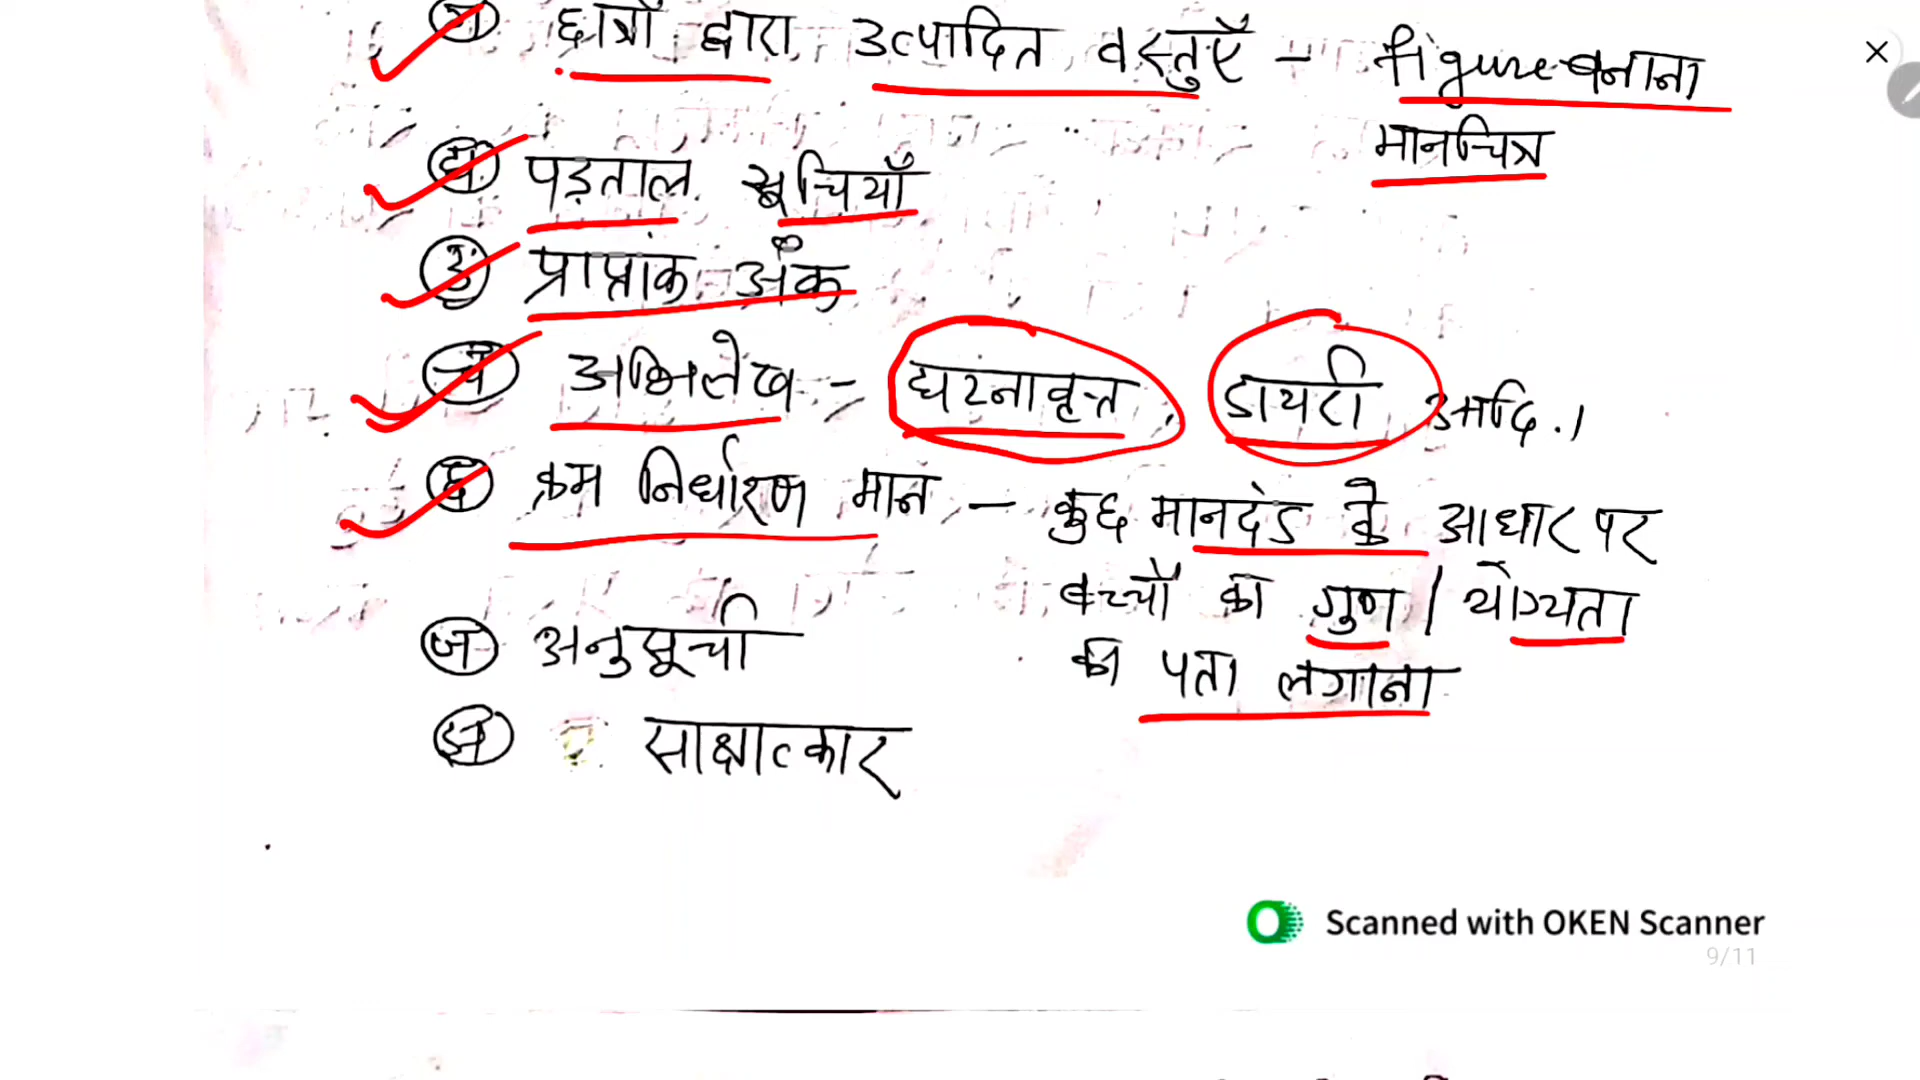 छात्रों द्वारा उत्पादित वस्तुएँ - figure बनाना
मानचित्र
घ पड़ताल सूचियाँ
ङ प्राप्तांक अंक
च अभिलेख - घटनावृत्त, डायरी आदि।
छ क्रम निर्धारण मान - कुछ मानदंड के आधार पर
बच्चों का गुण / योग्यता
का पता लगाना
ज अनुसूची
झ साक्षात्कार
Scanned with OKEN Scanner
9/11